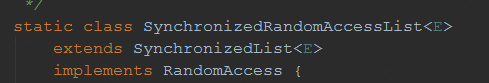 */
static class SynchronizedRandomAccessList<E>
extends SynchronizedList<E>
implements RandomAccess {